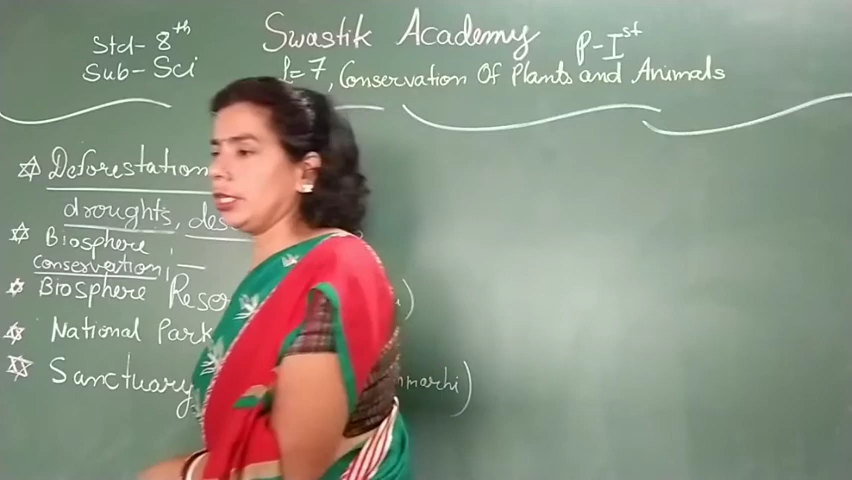 Std- 8th
Sub- Sci
Swastik Academy
P-Ist
L= 7, Conservation Of Plants and Animals
Deforestation
droughts,
Biosphere
conservation
Biosphere
National Park
Sanctuary